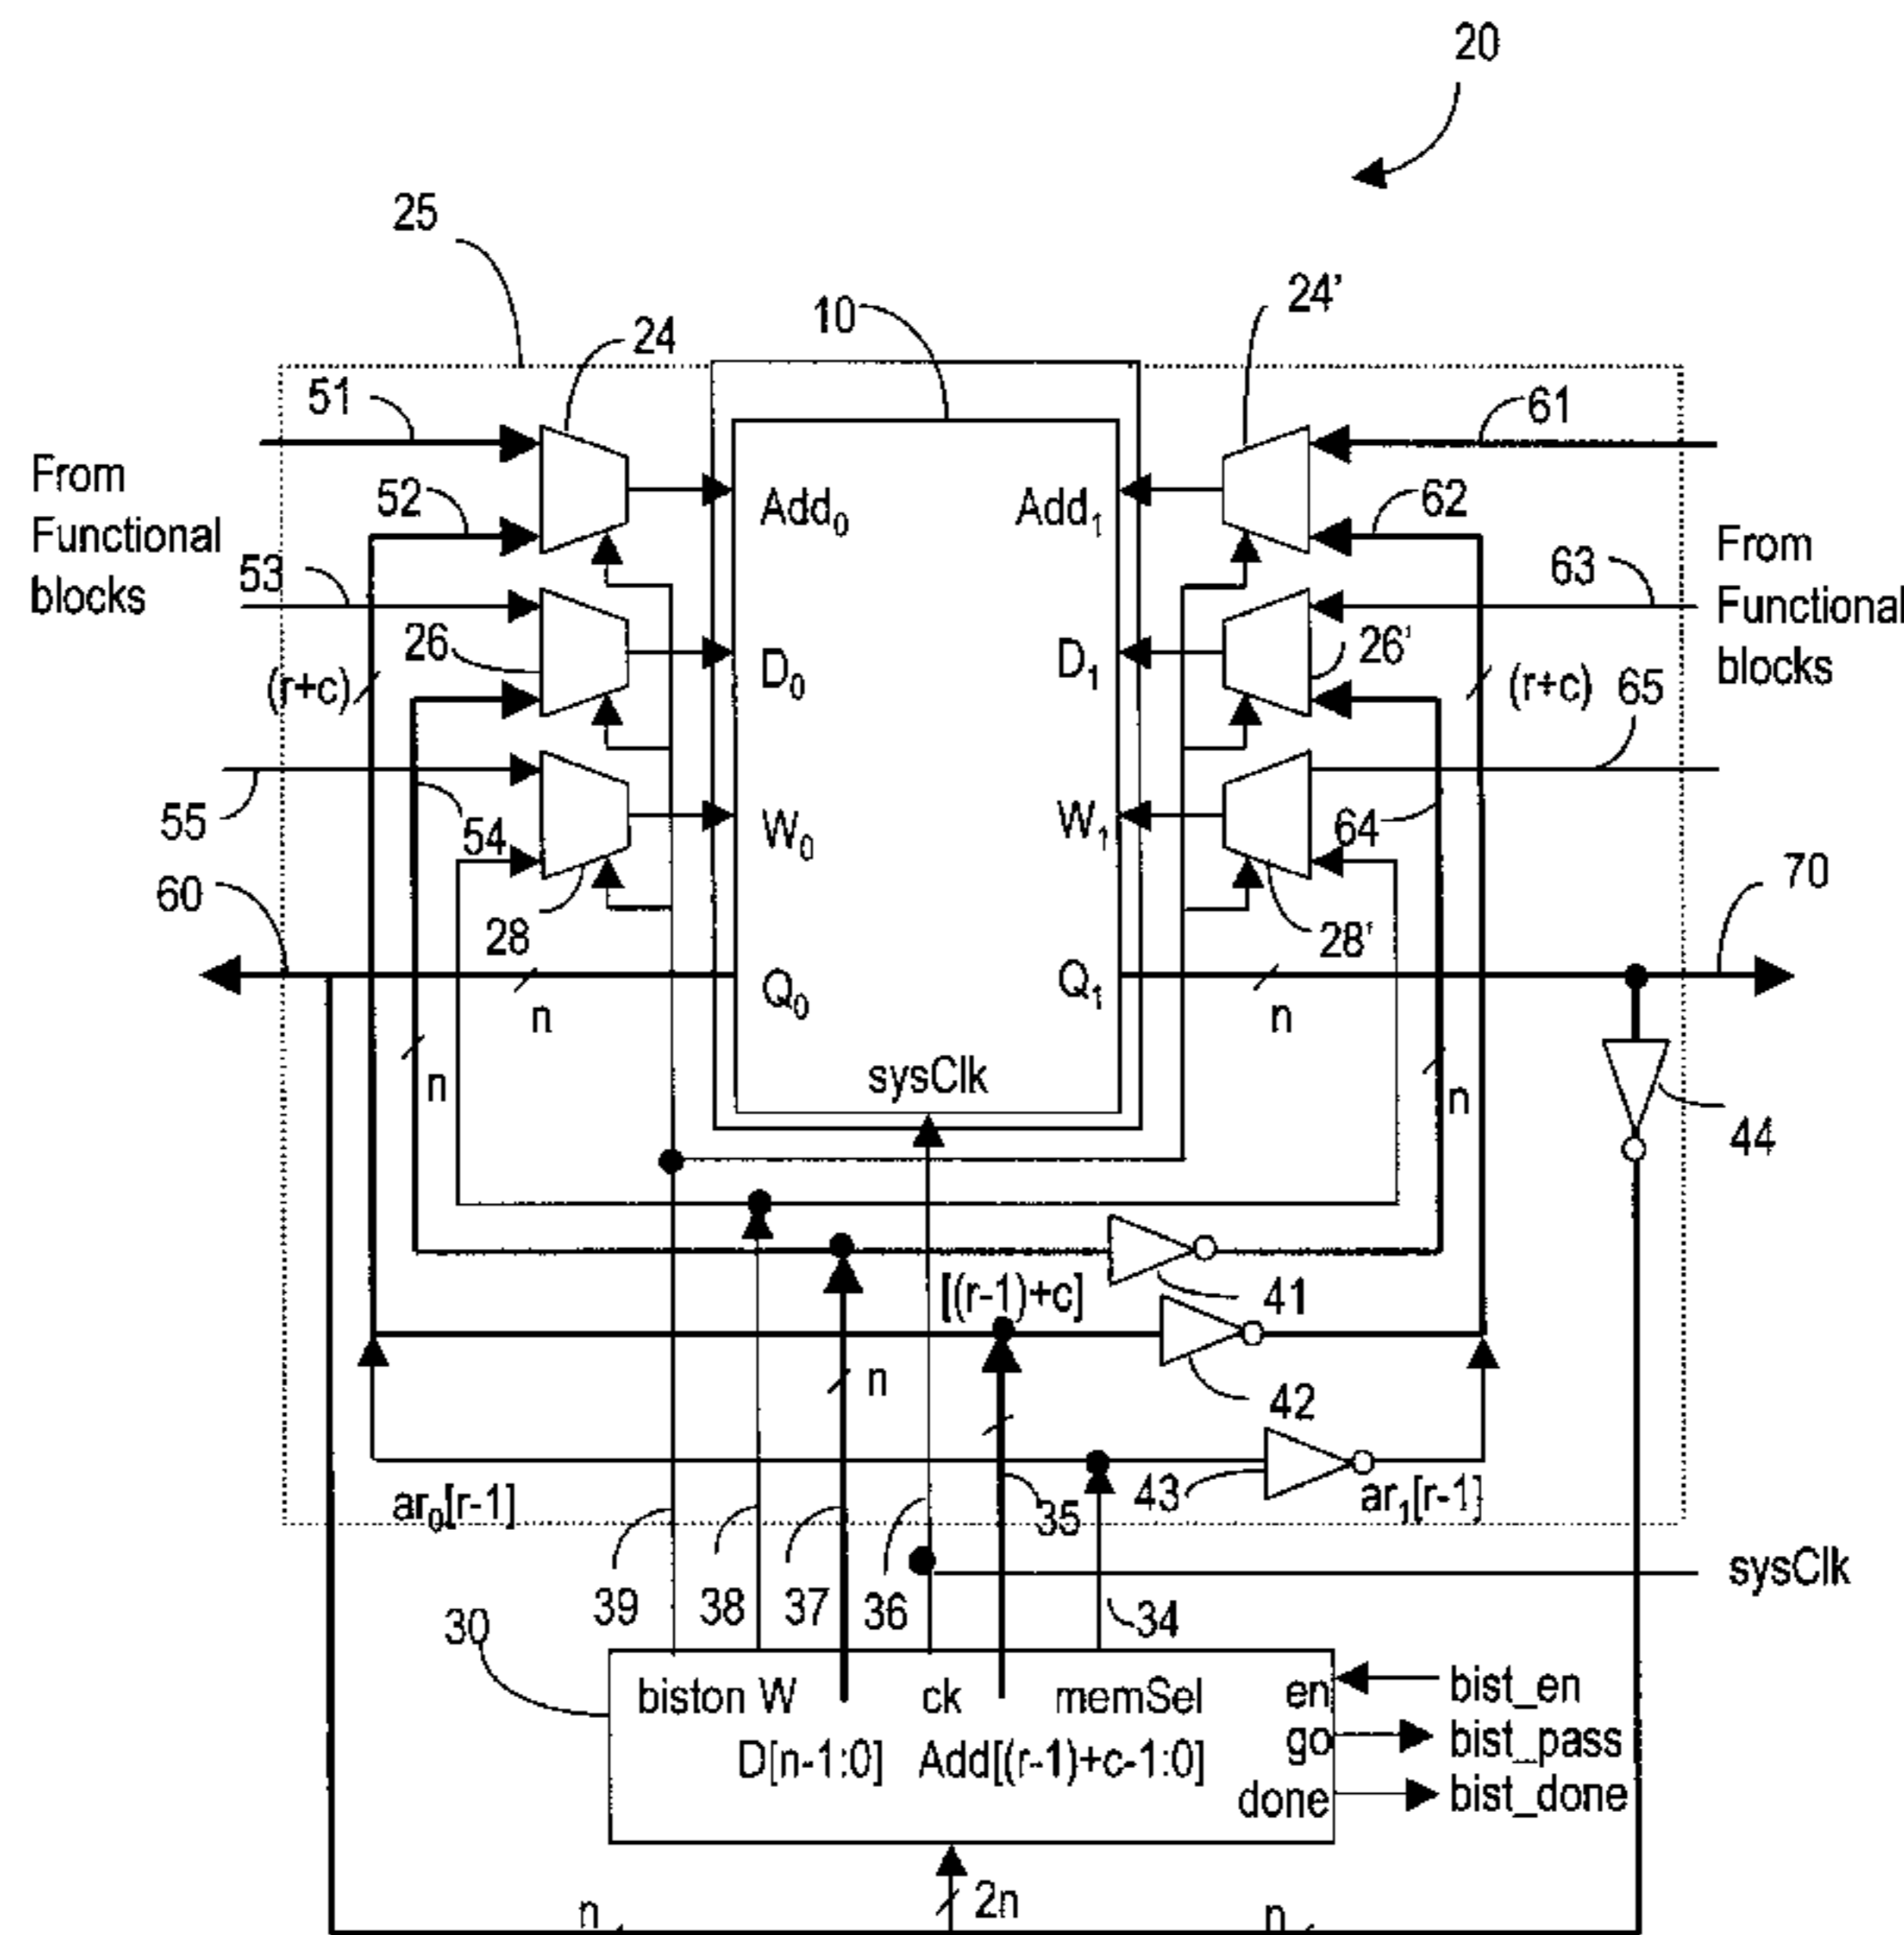 20
25
24
10
24'
51
61
From
Functional
blocks
52
Add₀
Add₁
62
From
Functional
blocks
53
63
26
(r+c)
D₀
D₁
26'
(r+c)
65
55
54
W₀
W₁
64
60
28
28'
70
Q₀
Q₁
n
n
n
n
sysClk
44
[(r-1)+c]
41
n
42
ar₀[r-1]
35
43
ar₁[r-1]
39
38
37
36
34
sysClk
30
biston W
ck
memSel
en
bist_en
D[n-1:0]
Add[(r-1)+c-1:0]
go
bist_pass
done
bist_done
n
2n
n